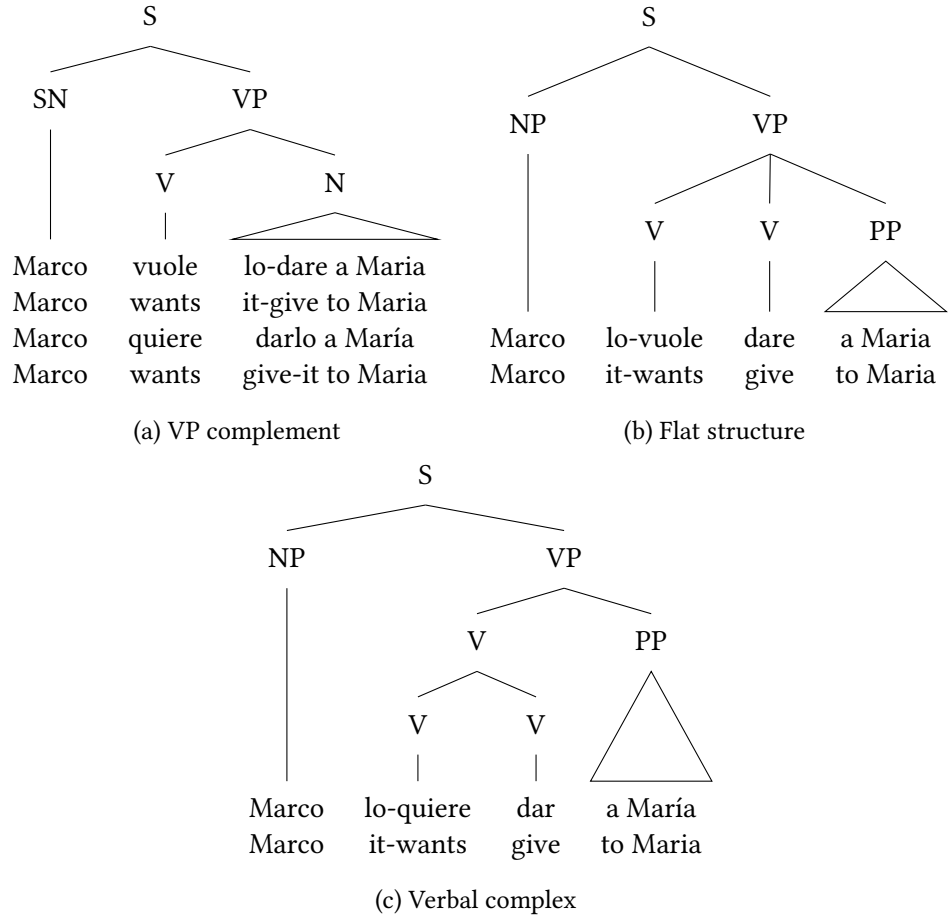 S
SN VP
V N
Marco vuole lo-dare a Maria
Marco wants it-give to Maria
Marco quiere darlo a María
Marco wants give-it to Maria
(a) VP complement
S
NP VP
V V PP
Marco lo-vuole dare a Maria
Marco it-wants give to Maria
(b) Flat structure
S
NP VP
V PP
V V
Marco lo-quiere dar a María
Marco it-wants give to Maria
(c) Verbal complex